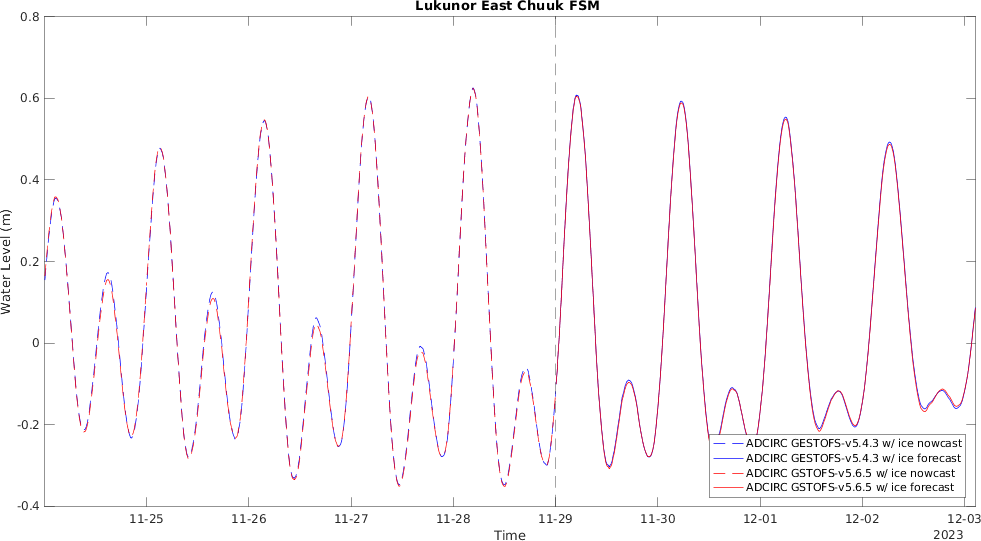 Lukunor East Chuuk FSM
0.8
0.6
0.4
0.2
0
-0.2
-0.4
Water Level (m)
11-25
11-26
11-27
11-28
11-29
11-30
12-01
12-02
12-03
2023
Time
ADCIRC GESTOFS-v5.4.3 w/ ice nowcast
ADCIRC GESTOFS-v5.4.3 w/ ice forecast
ADCIRC GSTOFS-v5.6.5 w/ ice nowcast
ADCIRC GSTOFS-v5.6.5 w/ ice forecast